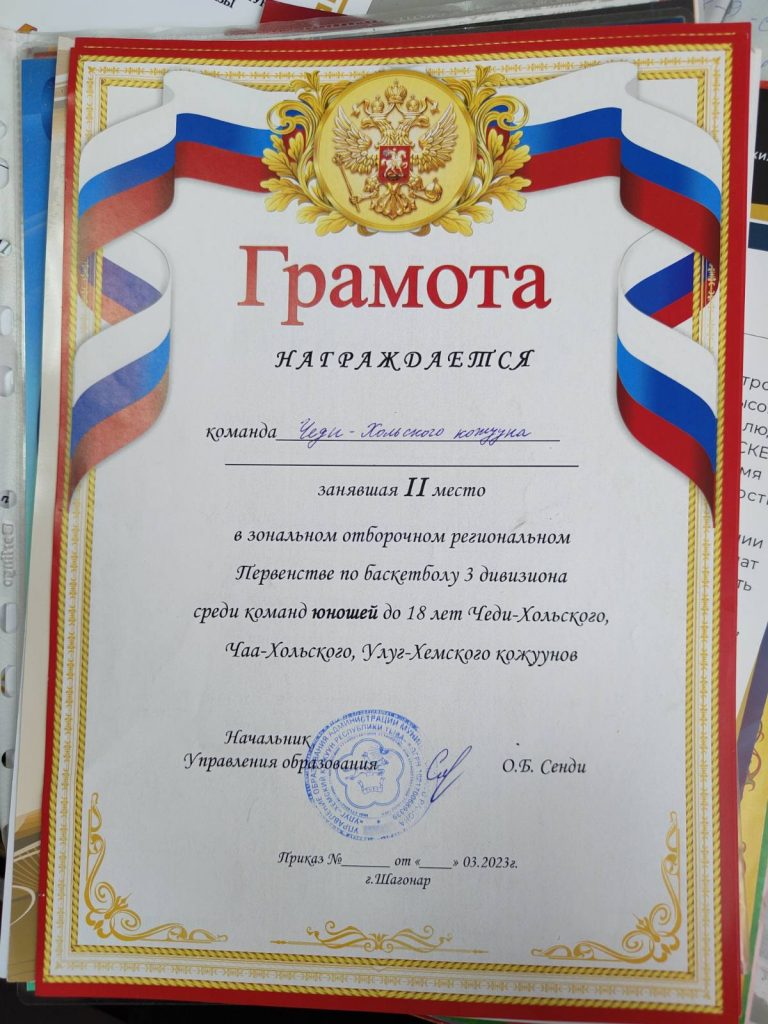 Грамота
НАГРАЖДАЕТСЯ
команда Чеди-Хольского кожууна
занявшая II место
в зональном отборочном региональном
Первенстве по баскетболу 3 дивизиона
среди команд юношей до 18 лет Чеди-Хольского,
Чаа-Хольского, Улуг-Хемского кожуунов
Начальник
Управления образования О.Б. Сенди
Приказ №______ от «____» 03.2023г.
г.Шагонар